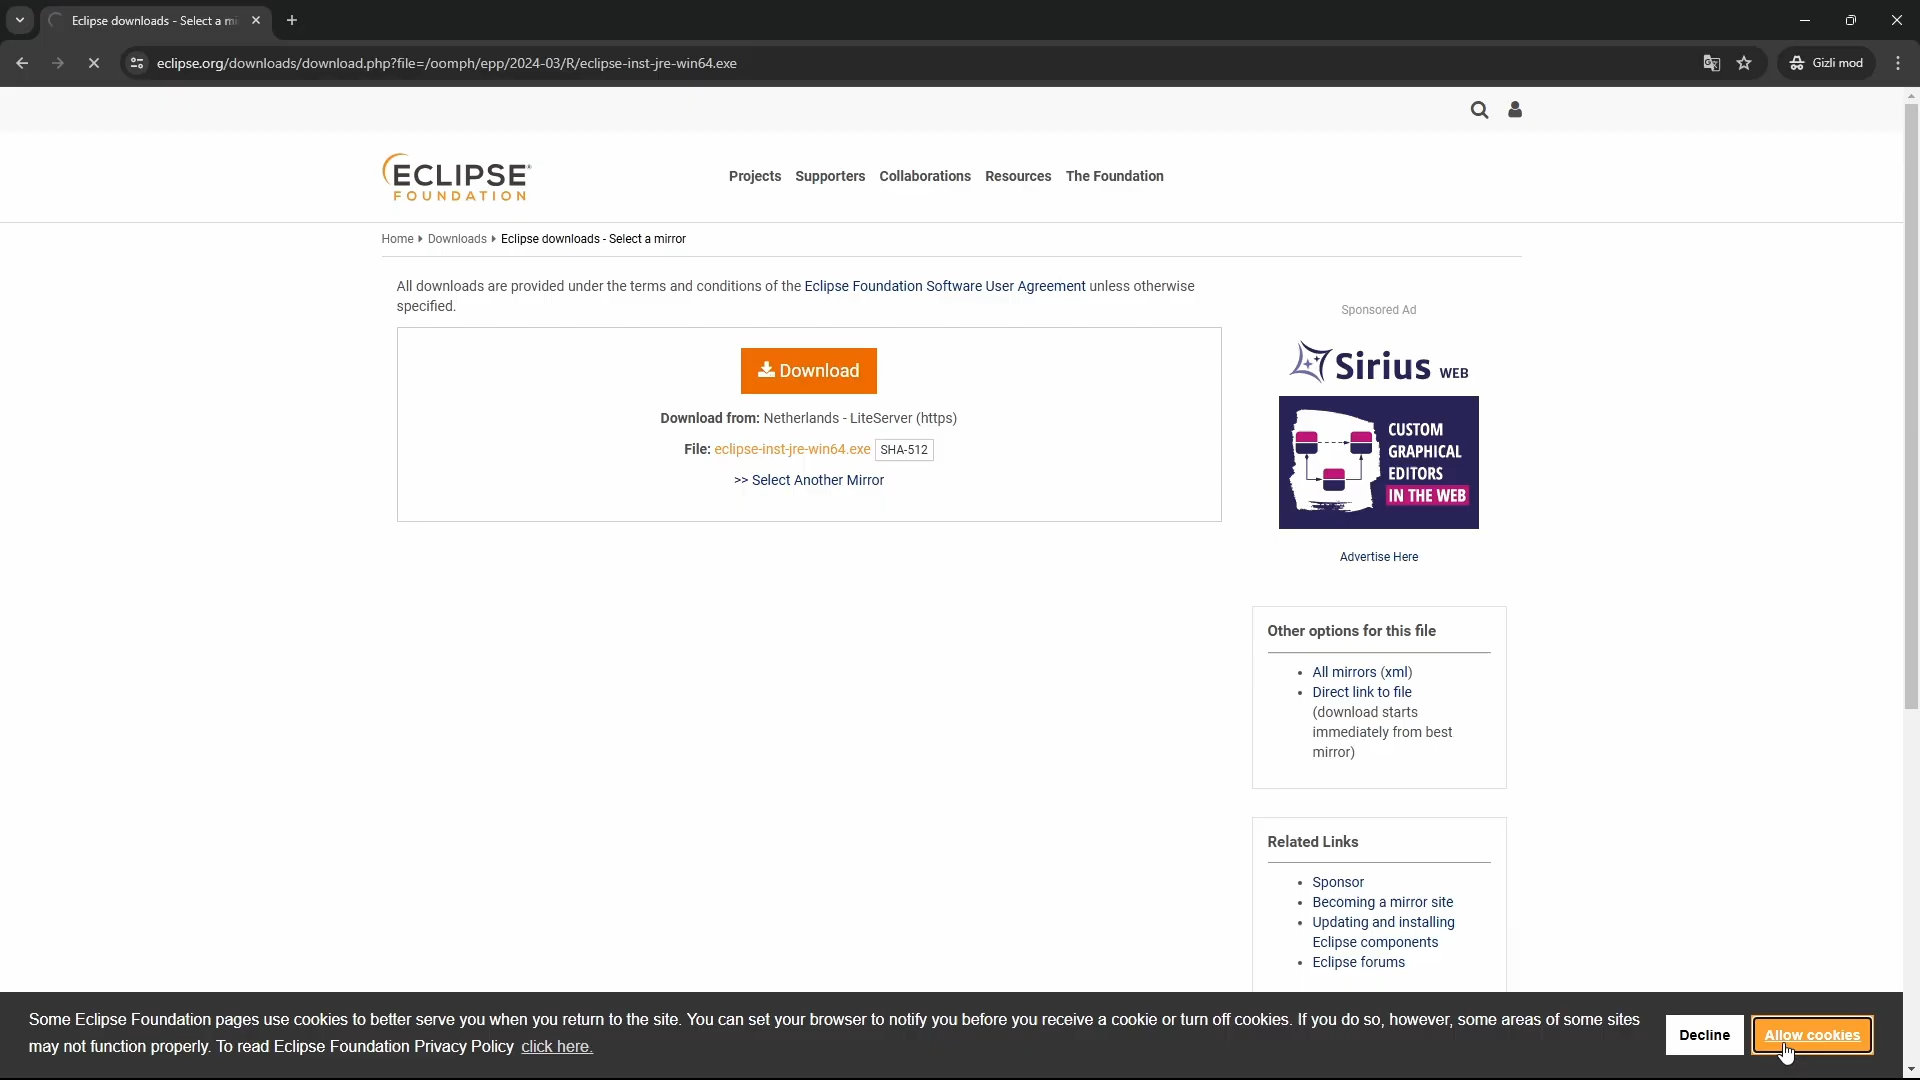 Eclipse downloads - Select a mi
eclipse.org/downloads/download.php?file=/oomph/epp/2024-03/R/eclipse-inst-jre-win64.exe
Gizli mod
ECLIPSE
FOUNDATION
Projects Supporters Collaborations Resources The Foundation
Home Downloads Eclipse downloads - Select a mirror
All downloads are provided under the terms and conditions of the Eclipse Foundation Software User Agreement unless otherwise
specified.
Download
Download from: Netherlands - LiteServer (https)
File: eclipse-inst-jre-win64.exe SHA-512
>> Select Another Mirror
Sponsored Ad
Sirius WEB
CUSTOM
GRAPHICAL
EDITORS
IN THE WEB
Advertise Here
Other options for this file
All mirrors (xml)
Direct link to file
(download starts
immediately from best
mirror)
Related Links
Sponsor
Becoming a mirror site
Updating and installing
Eclipse components
Eclipse forums
Some Eclipse Foundation pages use cookies to better serve you when you return to the site. You can set your browser to notify you before you receive a cookie or turn off cookies. If you do so, however, some areas of some sites
may not function properly. To read Eclipse Foundation Privacy Policy click here.
Decline
Allow cookies